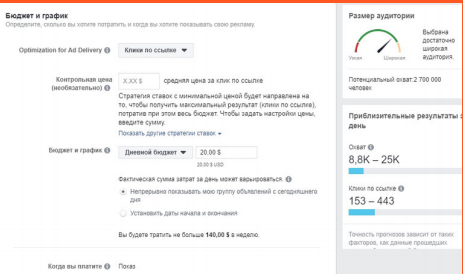 Бюджет и график
Определите, сколько вы хотите потратить и когда вы хотите показывать свою рекламу.
Optimization for Ad Delivery
Клики по ссылке
Контрольная цена
(необязательно)
X.XX $
средняя цена за клик по ссылке
Стратегия ставок с минимальной ценой будет направлена на
то, чтобы получить максимальный результат (клики по ссылке),
потратив при этом весь бюджет. Чтобы задать настройки цены,
введите сумму.
Показать другие стратегии ставок
Бюджет и график
Дневной бюджет
20.00 $
20.00 $ USD
Фактическая сумма затрат за день может варьироваться.
Непрерывно показывать мою группу объявлений с сегодняшнего
дня
Установить даты начала и окончания
Вы будете тратить не больше 140,00 $ в неделю.
Когда вы платите
Показ
Размер аудитории
Узкая
Широкая
Выбрана
достаточно
широкая
аудитория.
Потенциальный охват: 2 700 000
человек
Приблизительные результаты
день
Охват
8,8K – 25K
Клики по ссылке
153 – 443
Точность прогнозов зависит от таких
факторов, как данные прошедших